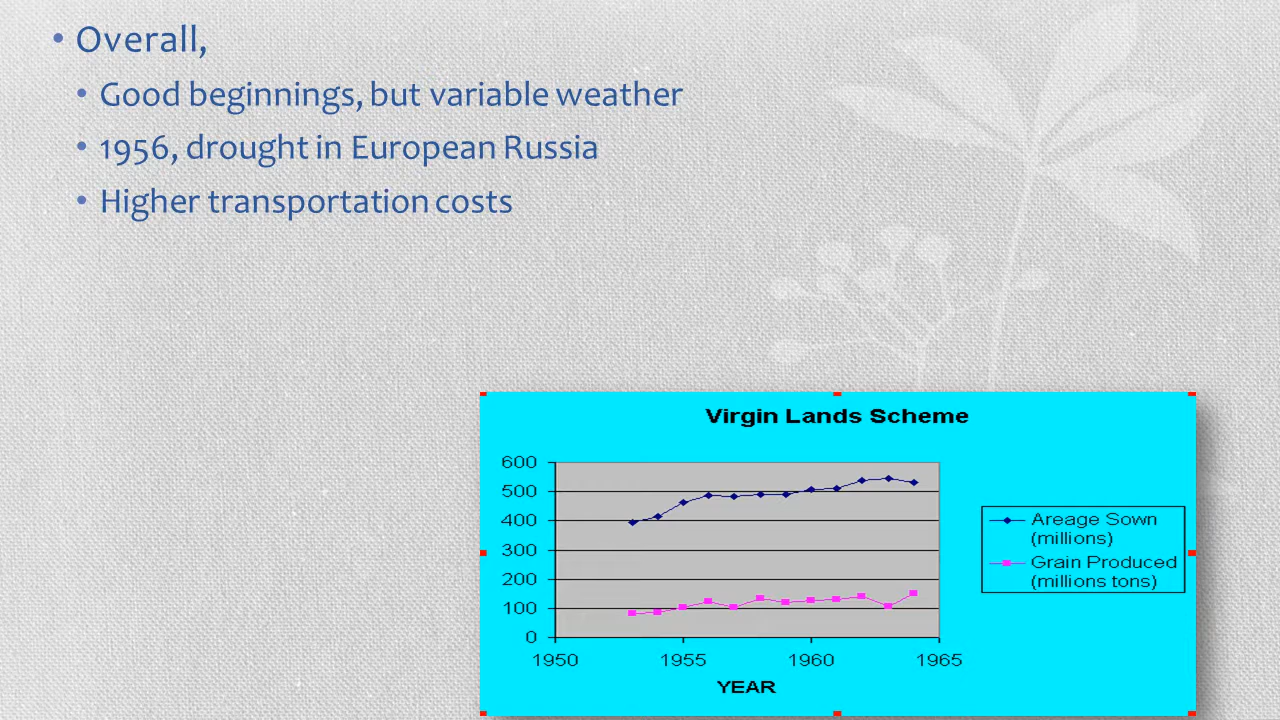 • Overall,
• Good beginnings, but variable weather
• 1956, drought in European Russia
• Higher transportation costs
Virgin Lands Scheme
600
500
400
300
200
100
0
1950 1955 1960 1965
YEAR
Areage Sown
(millions)
Grain Produced
(millions tons)